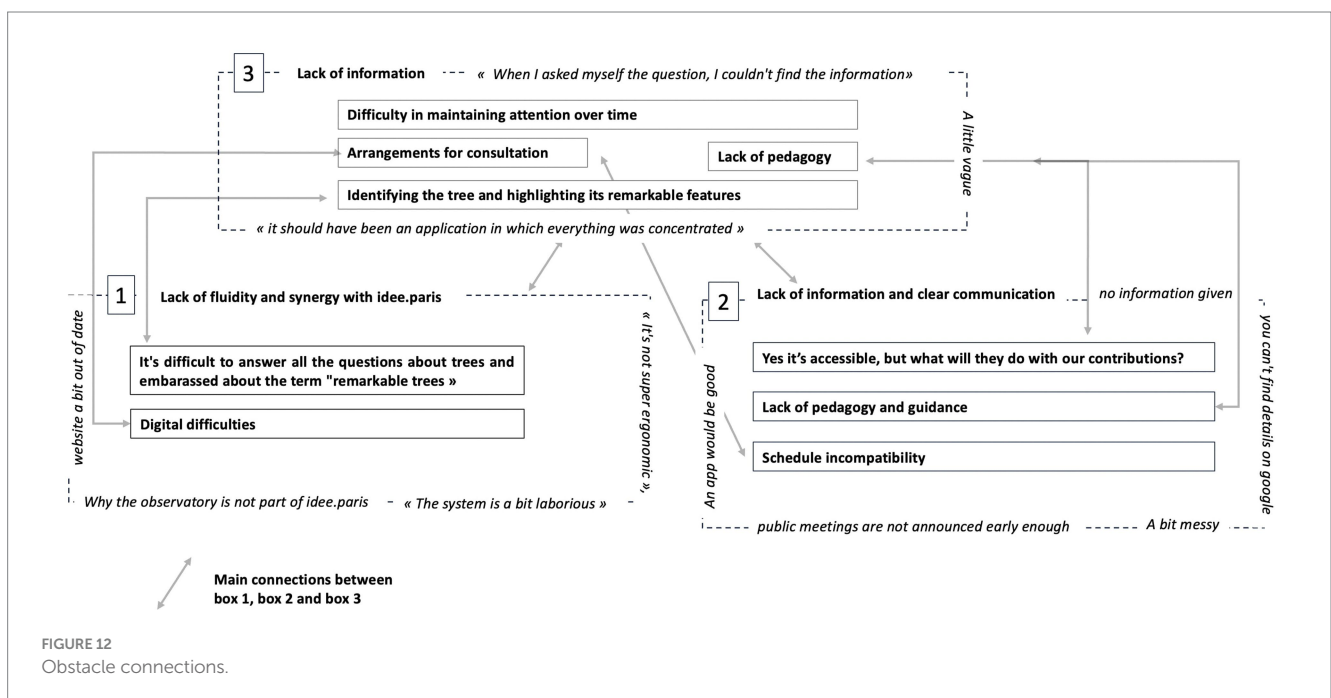 3
Lack of information
« When I asked myself the question, I couldn't find the information»
Difficulty in maintaining attention over time
Arrangements for consultation
Lack of pedagogy
Identifying the tree and highlighting its remarkable features
« it should have been an application in which everything was concentrated »
A little vague
1
Lack of fluidity and synergy with idee.paris
website a bit out of date
It's difficult to answer all the questions about trees and
embarassed about the term "remarkable trees »
Digital difficulties
« It's not super ergonomic »,
Why the observatory is not part of idee.paris
« The system is a bit laborious »
2
Lack of information and clear communication
no information given
An app would be good
Yes it’s accessible, but what will they do with our contributions?
Lack of pedagogy and guidance
Schedule incompatibility
you can't find details on google
public meetings are not announced early enough
A bit messy
Main connections between
box 1, box 2 and box 3
FIGURE 12
Obstacle connections.